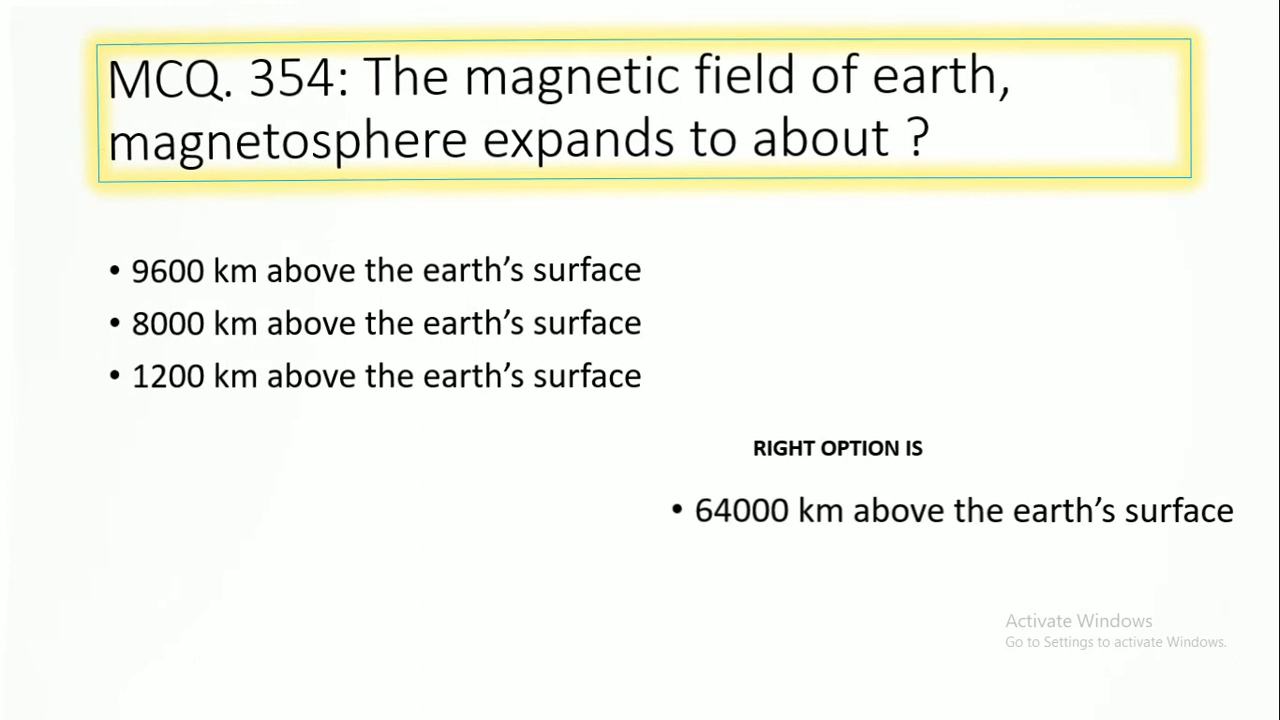 MCQ. 354: The magnetic field of earth,
magnetosphere expands to about ?
• 9600 km above the earth’s surface
• 8000 km above the earth’s surface
• 1200 km above the earth’s surface
RIGHT OPTION IS
• 64000 km above the earth’s surface
Activate Windows
Go to Settings to activate Windows.